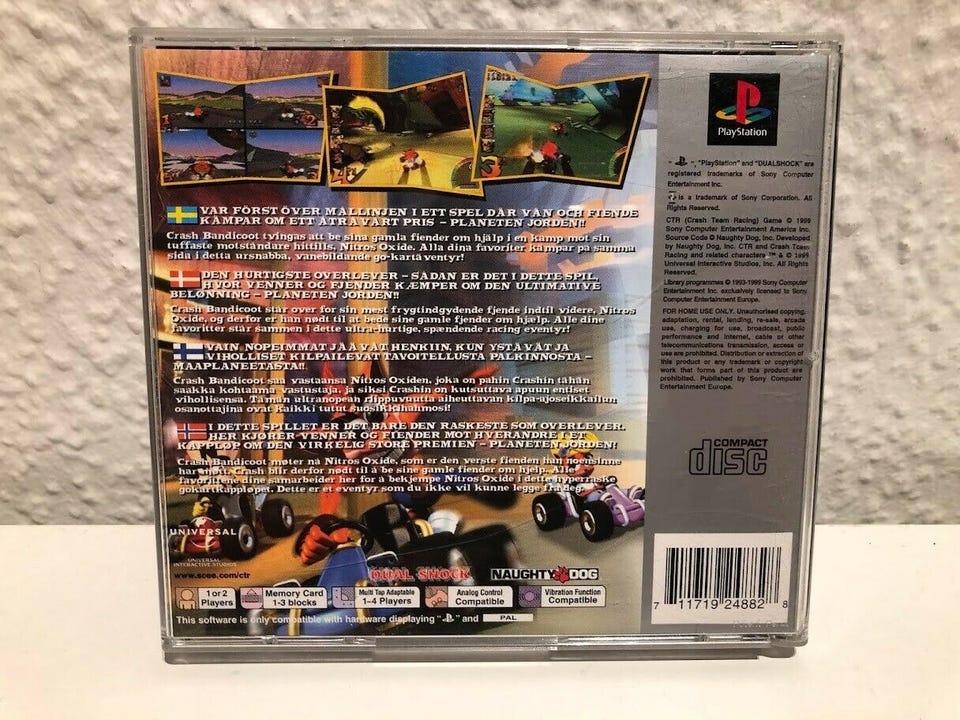 VAR FÖRST ÖVER MÅLLINJEN I ETT SPEL DÄR VÄN OCH FIENDE
KÄMPAR OM ETT ÅTRÅVÄRT PRIS – PLANETEN JORDEN!!
Crash Bandicoot tvingas att be sina gamla fiender om hjälp i en kamp mot sin
tuffaste motståndare hittills, Nitros Oxide. Alla dina favoriter kämpar på samma
sida i detta ursnabba, vanebildande go-kartäventyr!
DEN HURTIGSTE OVERLEVER – SÅDAN ER DET I DETTE SPIL,
HVOR VENNER OG FJENDER KÆMPER OM DEN ULTIMATIVE
BELØNNING – PLANETEN JORDEN!!
Crash Bandicoot står over for sin mest frygtindgydende fjende indtil videre, Nitros
Oxide, og derfor er han nødt til at bede sine gamle fjender om hjælp. Alle dine
favoritter står sammen i dette ultra-hurtige, spændende racing eventyr!
VAIN NOPEIMMAT JÄÄVÄT HENKIIN, KUN YSTÄVÄT JA
VIHOLLISET KILPAILEVAT TAVOITELLUSTA PALKINNOSTA –
MAAPLANEETASTA!!
Crash Bandicoot saa vastaansa Nitros Oxiden, joka on pahin Crashin tähän
saakka kohtaama vastustaja, ja siksi Crashin on kutsuttava apuun entiset
vihollisensa. Tämän ultranopean riippuvuutta aiheuttavan kilpa-ajoseikkailun
osanottajina ovat kaikki tutut suosikkihahmosi!
I DETTE SPILLET ER DET BARE DEN RASKESTE SOM OVERLEVER.
HER KJØRER VENNER OG FIENDER MOT HVERANDRE I ET
KAPPLØP OM DEN VIRKELIG STORE PREMIEN – PLANETEN JORDEN!
Crash Bandicoot møter nå Nitros Oxide, som er den verste fienden han noensinne
har møtt. Crash blir derfor nødt til å be sine gamle fiender om hjelp. Alle
favorittene dine samarbeider her for å bekjempe Nitros Oxide i dette hyperraske
gokartkappløpet. Dette er et eventyr som du ikke vil kunne legge fra deg.
UNIVERSAL
UNIVERSAL
INTERACTIVE STUDIOS
www.scee.com/ctr
DUAL SHOCK
NAUGHTY DOG
1 or 2
Players
Memory Card
1-3 blocks
Multi Tap Adaptable
1–4 Players
Analog Control
Compatible
Vibration Function
Compatible
This software is only compatible with hardware displaying " " and PAL
PlayStation
" ", "PlayStation" and "DUALSHOCK" are
registered trademarks of Sony Computer
Entertainment Inc.
is a trademark of Sony Corporation. All
Rights Reserved.
CTR (Crash Team Racing) Game © 1999
Sony Computer Entertainment America Inc.
Source Code © Naughty Dog, Inc. Developed
by Naughty Dog, Inc. CTR and Crash Team
Racing and related characters ™ & © 1999
Universal Interactive Studios, Inc. All Rights
Reserved.
Library programmes © 1993-1999 Sony Computer
Entertainment Inc. exclusively licensed to Sony
Computer Entertainment Europe.
FOR HOME USE ONLY. Unauthorised copying,
adaptation, rental, lending, re-sale, arcade
use, charging for use, broadcast, public
performance and internet, cable or other
telecommunications transmission, access or
use are prohibited. Distribution or extraction of
this product or any trademark or copyright
work that forms part of this product are
prohibited. Published by Sony Computer
Entertainment Europe.
COMPACT
disc
7 11719 24882 8